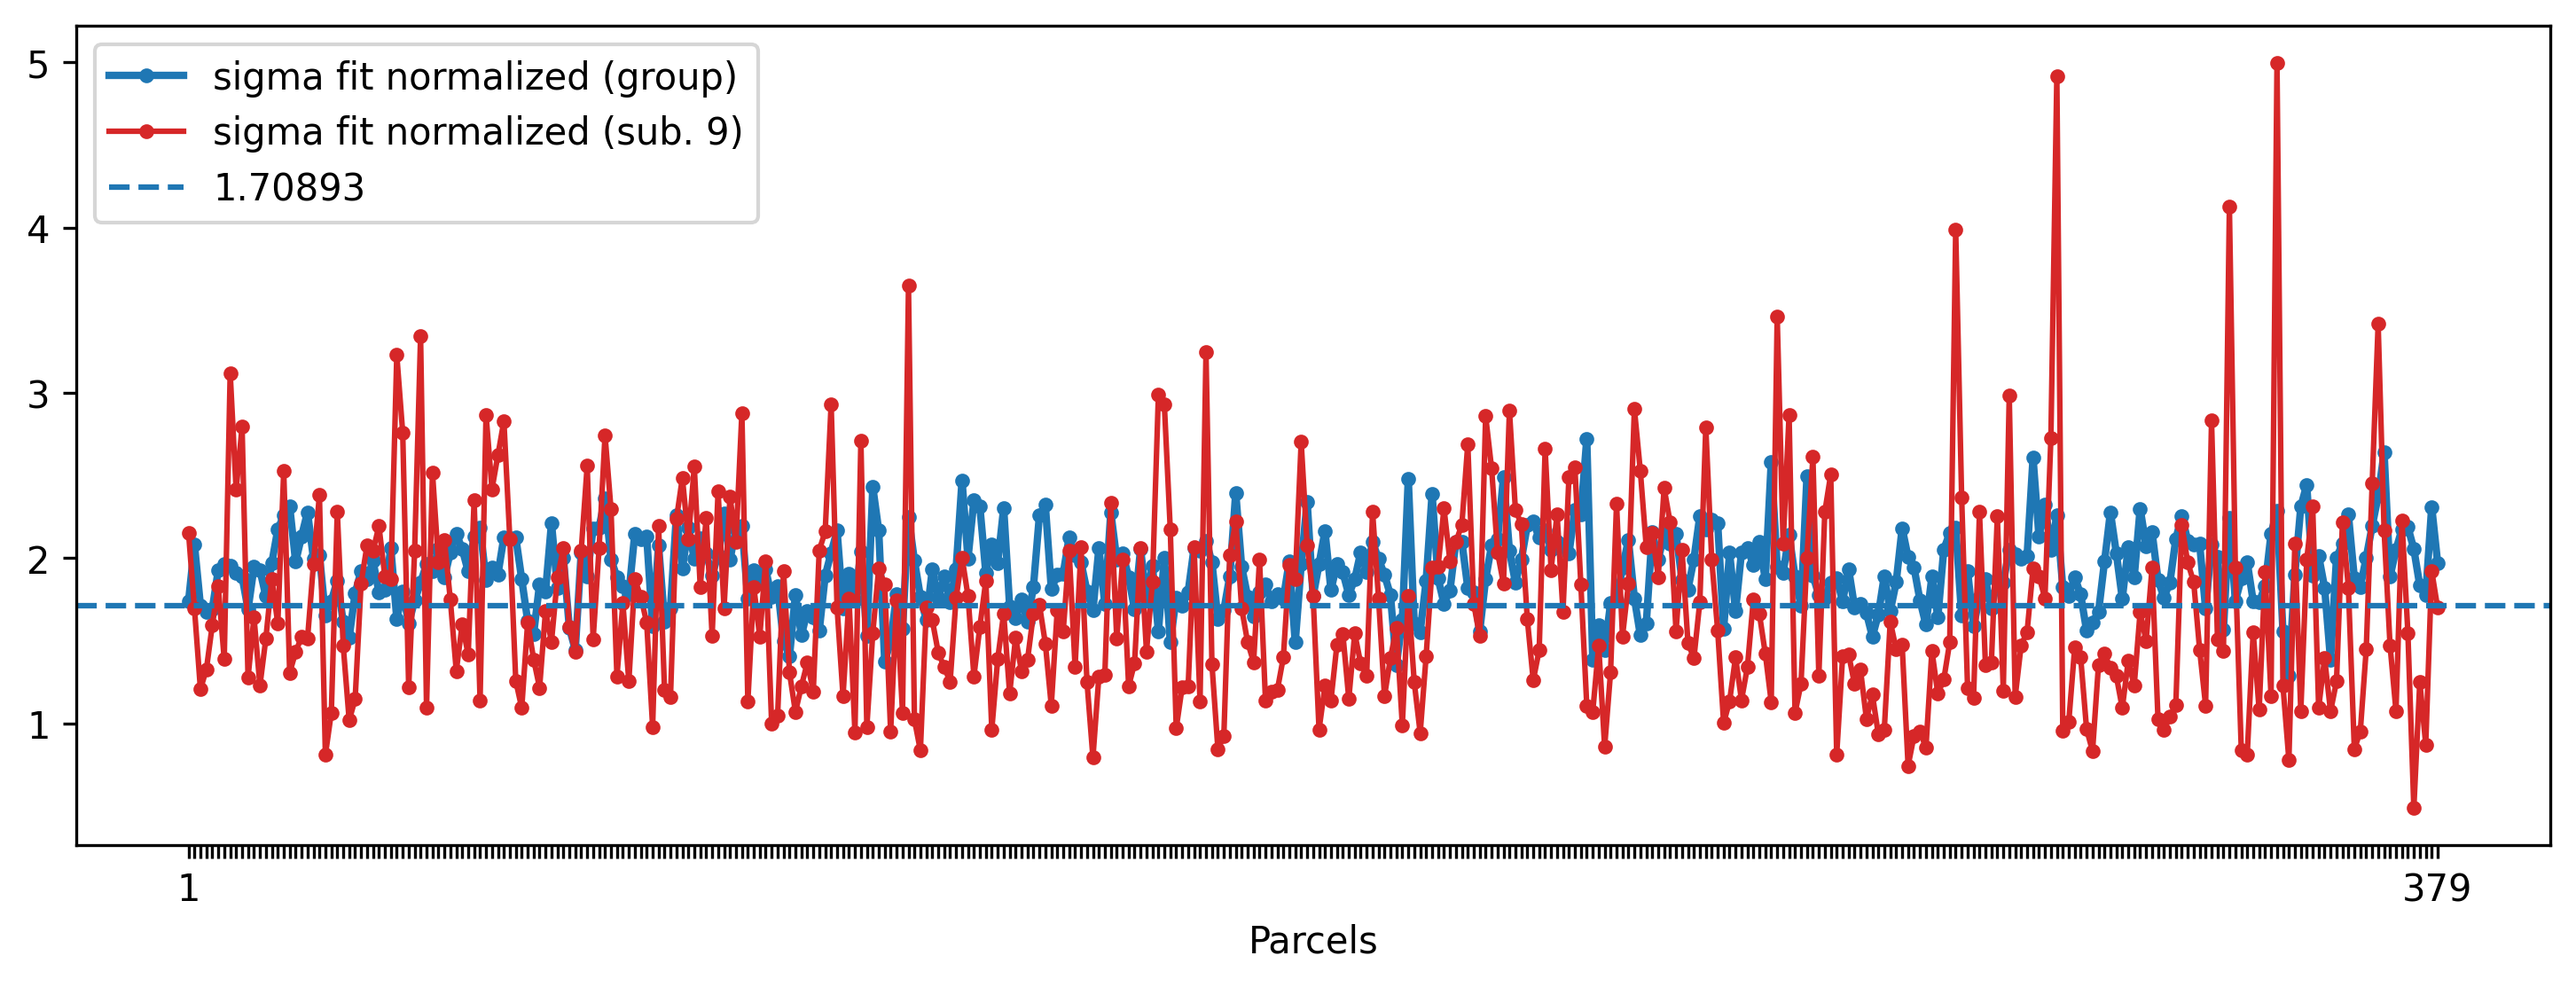 5
4
3
2
1
sigma fit normalized (group)
sigma fit normalized (sub. 9)
1.70893
1
379
Parcels